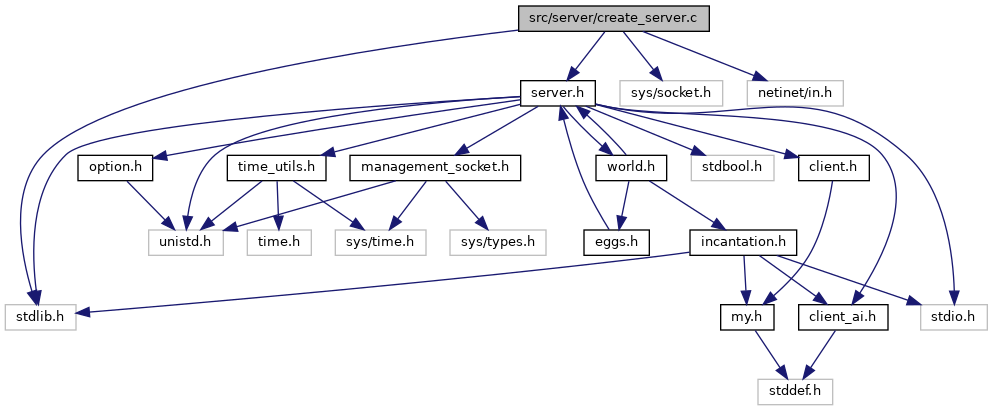 src/server/create_server.c
server.h
sys/socket.h
netinet/in.h
option.h
time_utils.h
management_socket.h
world.h
stdbool.h
client.h
unistd.h
time.h
sys/time.h
sys/types.h
eggs.h
incantation.h
stdlib.h
my.h
client_ai.h
stdio.h
stddef.h